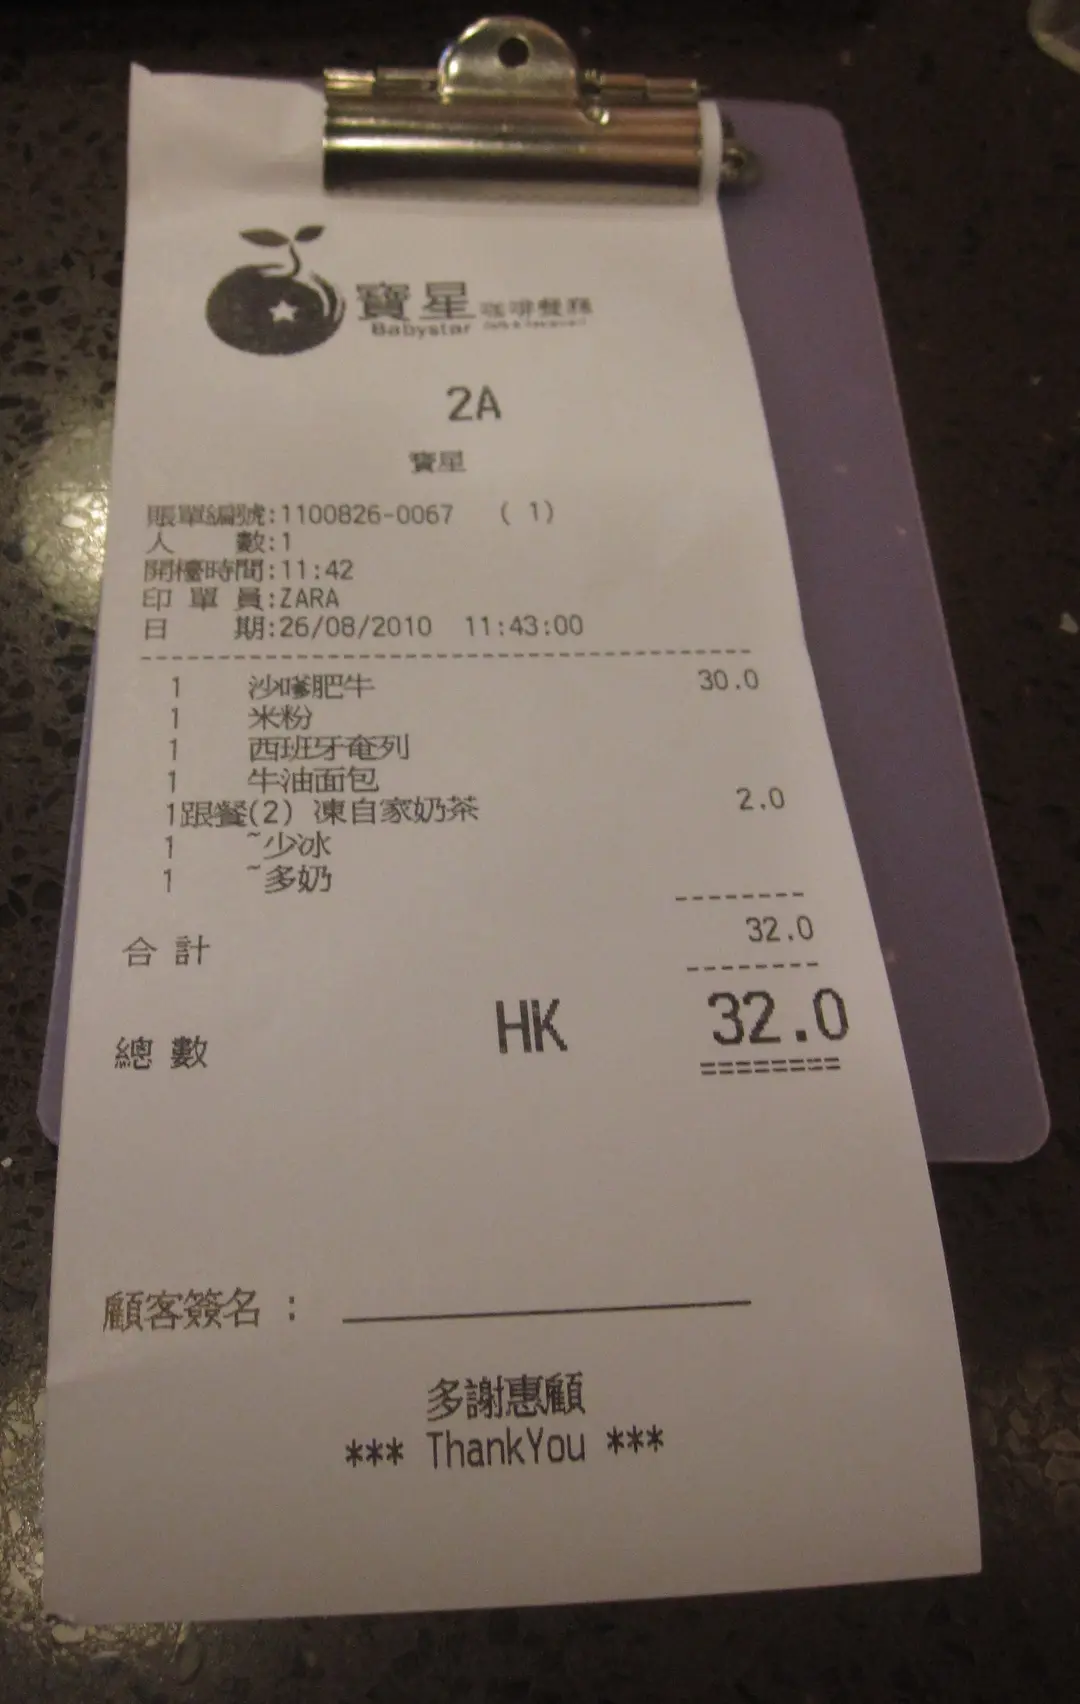 寶星 咖啡餐廳
Babystar
2A
寶星
賬單編號:1100826-0067 ( 1)
人 數:1
開檯時間:11:42
印 單 員:ZARA
日 期:26/08/2010 11:43:00
1 沙嗲肥牛 30.0
1 米粉
1 西班牙奄列
1 牛油面包
1跟餐(2) 凍自家奶茶 2.0
1 ~少冰
1 ~多奶
合 計 32.0
總 數 HK 32.0
顧客簽名 :
多謝惠顧
*** ThankYou ***